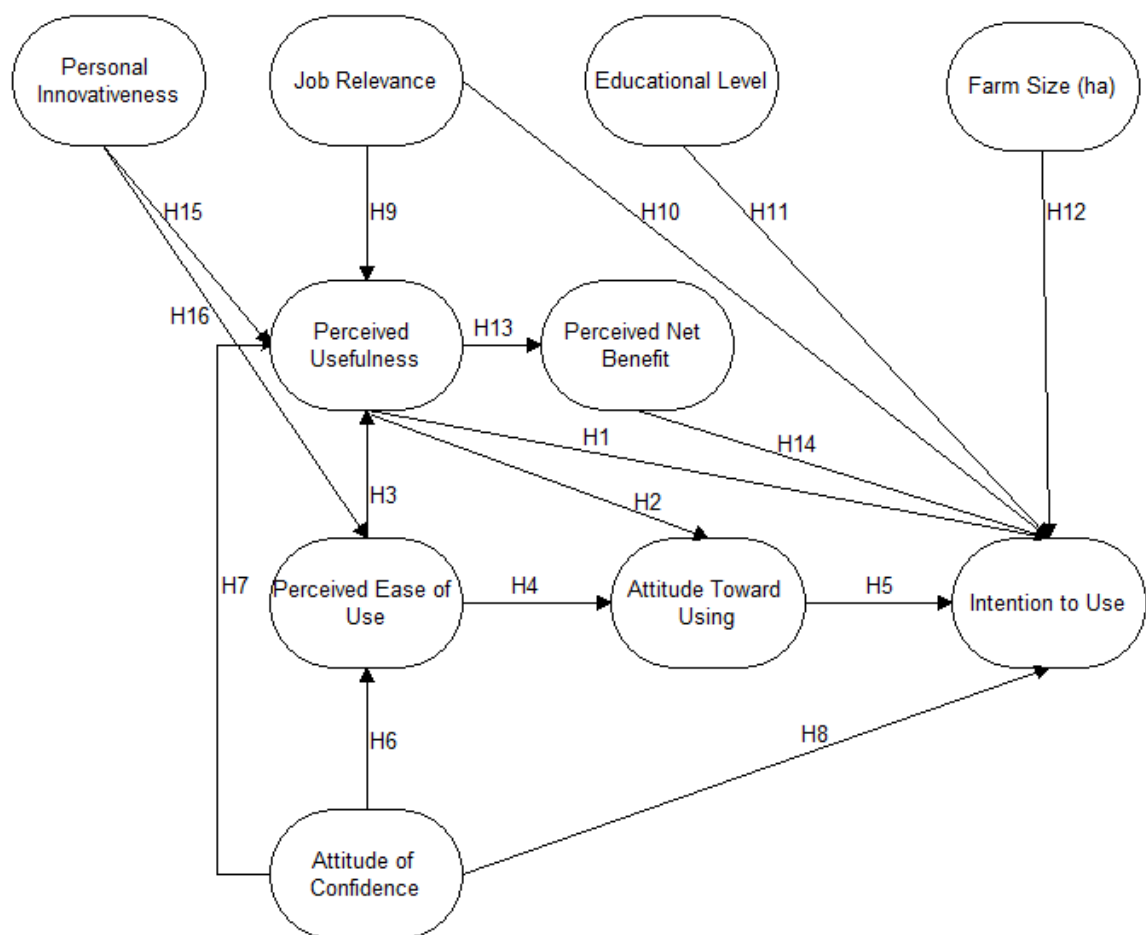 Personal
Innovativeness
Job Relevance
Educational Level
Farm Size (ha)
H15
H9
H10
H11
H12
H16
Perceived
Usefulness
H13
Perceived Net
Benefit
H1
H14
H3
H2
H7
Perceived Ease of
Use
H4
Attitude Toward
Using
H5
Intention to Use
H6
H8
Attitude of
Confidence